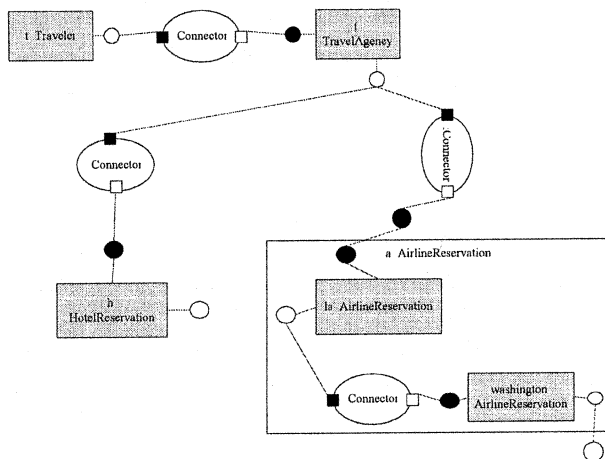 t Traveler
Connector
TravelAgency
Connector
:Connector
a AirlineReservation
h
HotelReservation
la AirlineReservation
Connector
washington
AirlineReservation